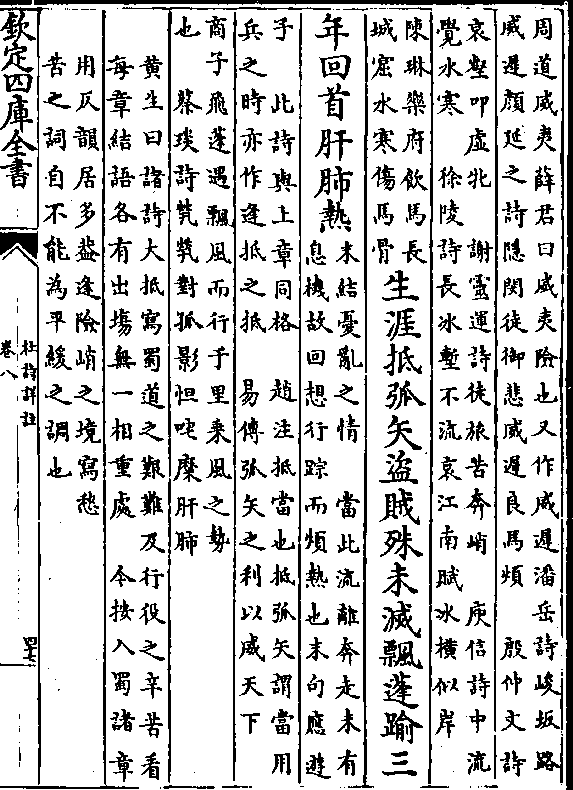 周道威夷薛君曰威夷險也又作威遲潘岳詩峻坂路
威遲顔延之詩隱閔徒御悲威遲良馬煩　殷仲文詩
哀壑叩虛牝　謝靈運詩徒旅苦奔峭　庾信詩中流
覺水寒　徐陵詩長冰塹不流哀江南賦冰橫似岸
陳琳樂府飲馬長
城窟水寒傷馬骨
生涯抵弧矢盜賊殊未滅飄蓬踰三
年回首肝肺熱
末結憂亂之情　當此流離奔走未有
息機故回想行踪而煩熱也末句應遊
子　此詩與上章同格　趙注抵當也抵弧矢謂當用
兵之時亦作逢抵之抵　易傳弧矢之利以威天下
商子飛蓬遇飄風而行千里乗風之勢
也　蔡琰詩煢煢對孤影怛咤糜肝肺
黄生曰諸詩大抵寫蜀道之艱難及行役之辛苦看
每章結語各有出塲無一相重處　今按入蜀諸章
用仄韻居多葢逢險峭之境寫愁
苦之詞自不能為平緩之調也
欽定四庫全書
杜詩詳註
卷八